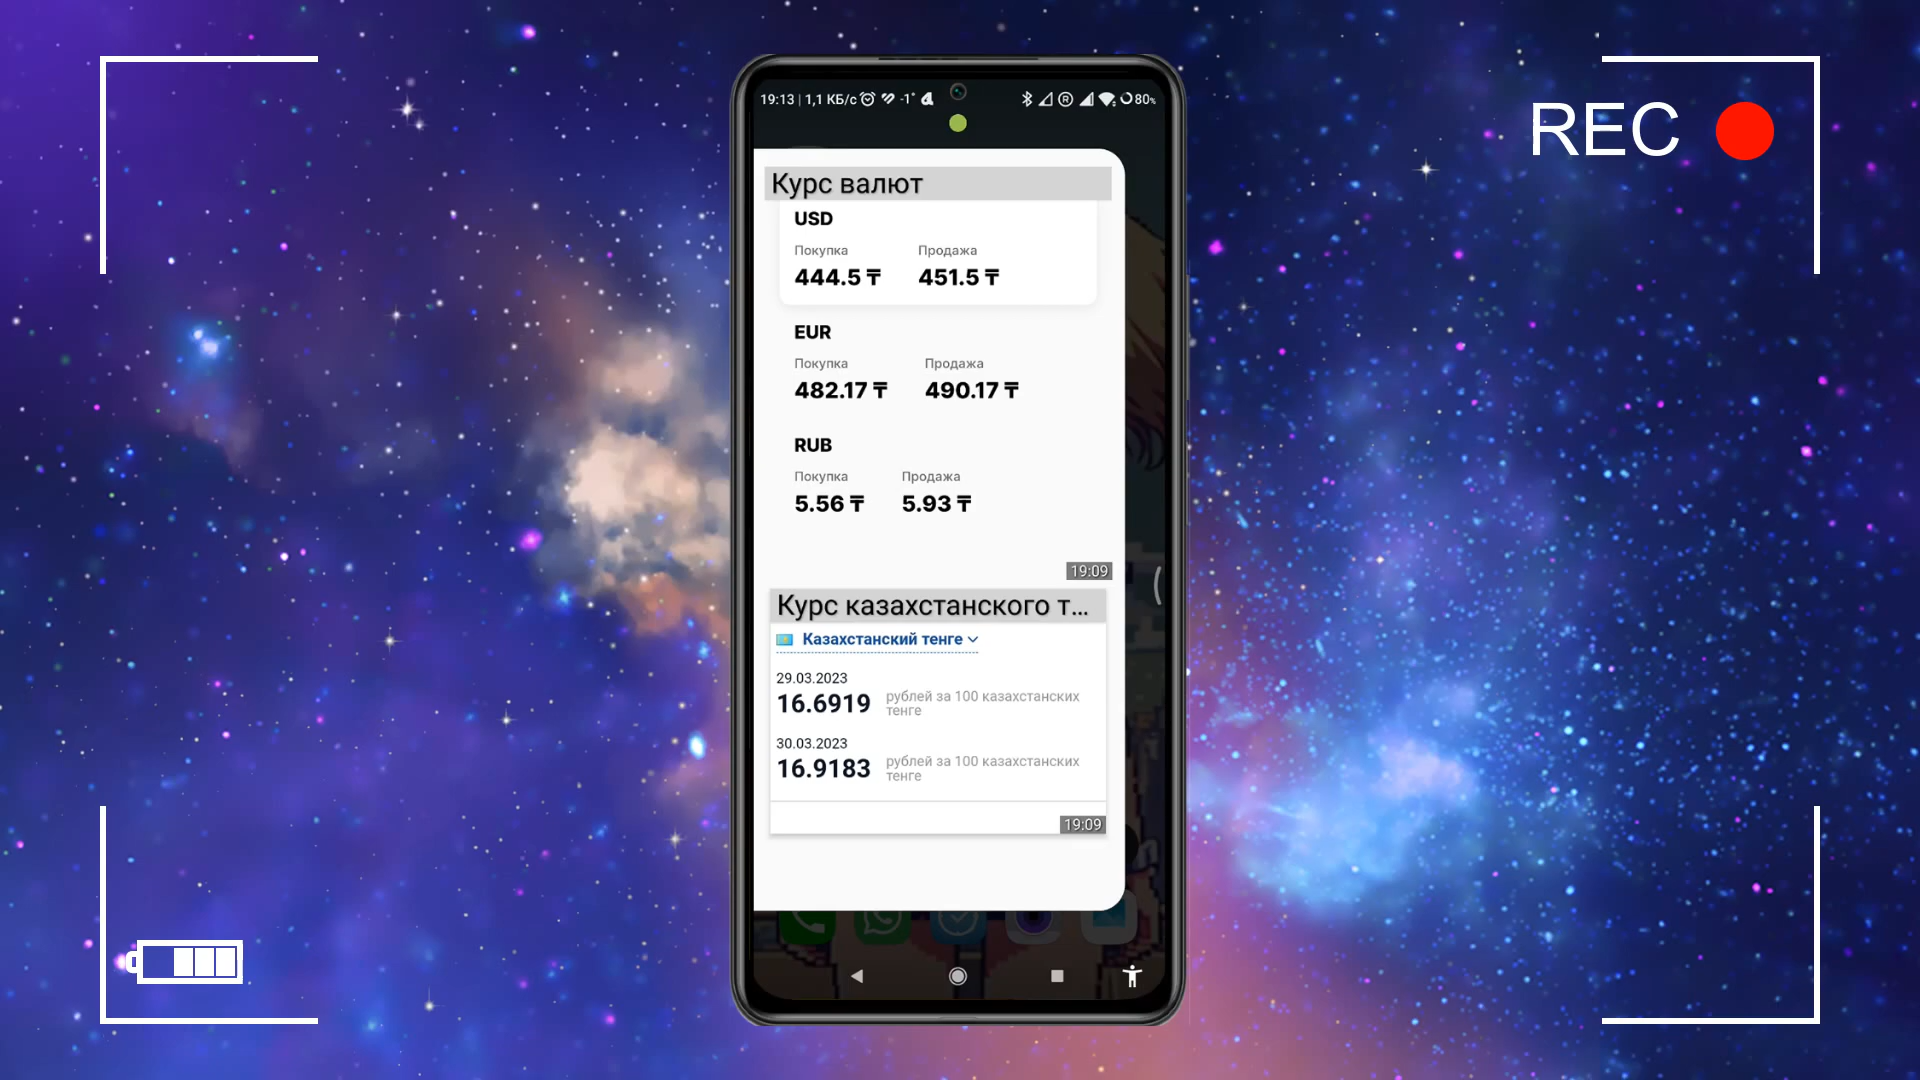 REC
19:13 | 1,1 КБ/с -1° 80%
Курс валют
USD
Покупка Продажа
444.5 ₸ 451.5 ₸
EUR
Покупка Продажа
482.17 ₸ 490.17 ₸
RUB
Покупка Продажа
5.56 ₸ 5.93 ₸
19:09
Курс казахстанского т...
Казахстанский тенге
29.03.2023
16.6919 рублей за 100 казахстанских
тенге
30.03.2023
16.9183 рублей за 100 казахстанских
тенге
19:09